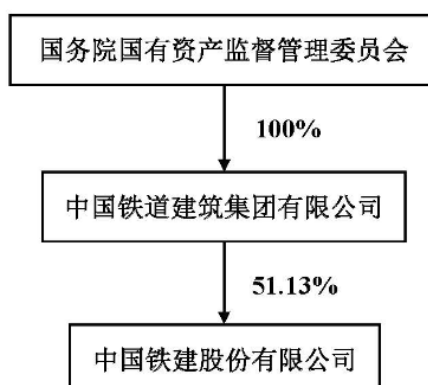 国务院国有资产监督管理委员会
100%
中国铁道建筑集团有限公司
51.13%
中国铁建股份有限公司